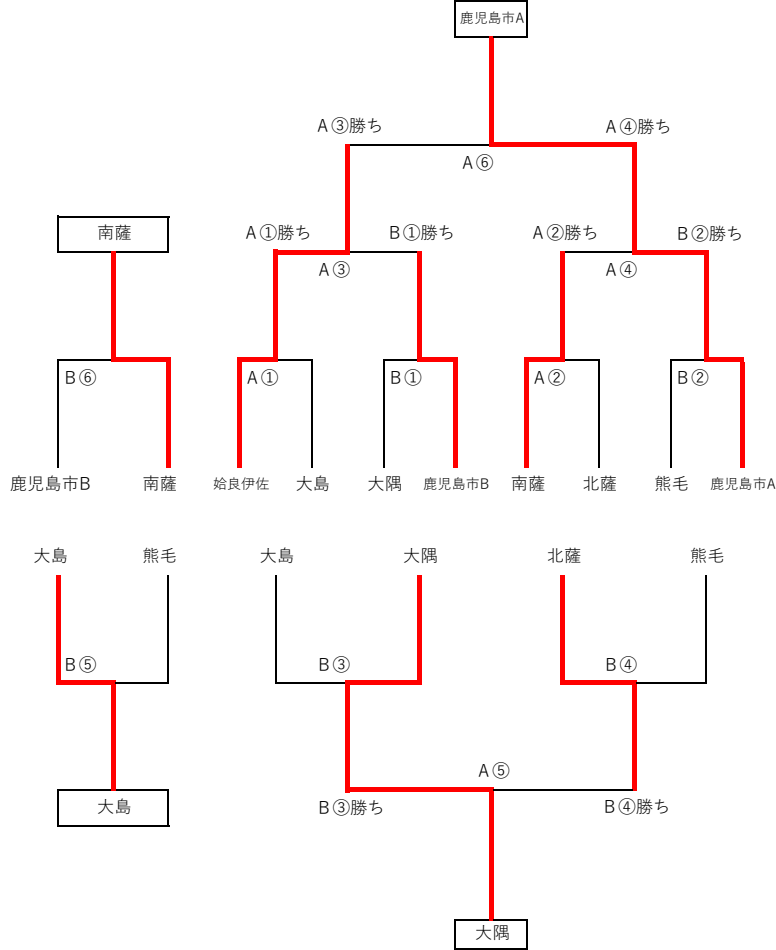 鹿児島市A
A③勝ち
A④勝ち
A⑥
南薩
A①勝ち
B①勝ち
A②勝ち
B②勝ち
A③
A④
B⑥
A①
B①
A②
B②
鹿児島市B
南薩
姶良伊佐
大島
大隅
鹿児島市B
南薩
北薩
熊毛
鹿児島市A
大島
熊毛
大島
大隅
北薩
熊毛
B⑤
B③
B④
A⑤
大島
B③勝ち
B④勝ち
大隅